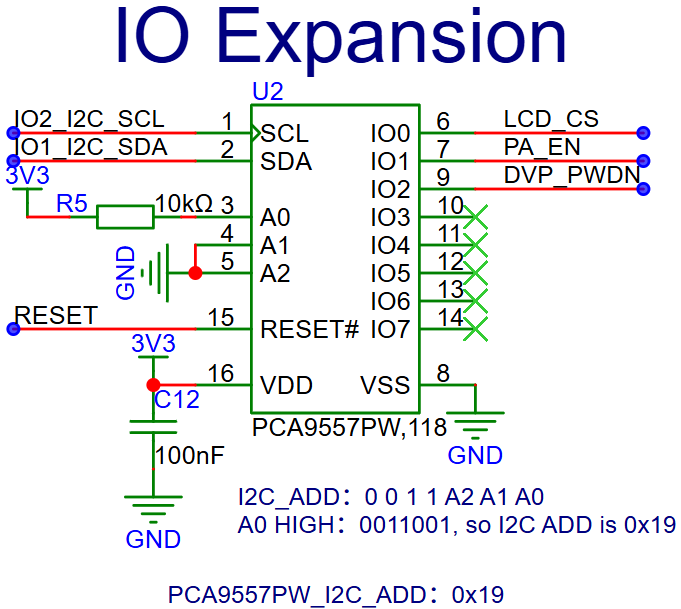 IO Expansion
U2
IO2_I2C_SCL 1 SCL IO0 6 LCD_CS
IO1_I2C_SDA 2 SDA IO1 7 PA_EN
3V3 IO2 9 DVP_PWDN
R5 10kΩ 3 A0 IO3 10
4 A1 IO4 11
GND 5 A2 IO5 12
IO6 13
RESET 15 RESET# IO7 14
3V3
16 VDD VSS 8
C12
PCA9557PW,118
100nF GND
I2C_ADD：0 0 1 1 A2 A1 A0
A0 HIGH：0011001, so I2C ADD is 0x19
GND
PCA9557PW_I2C_ADD：0x19